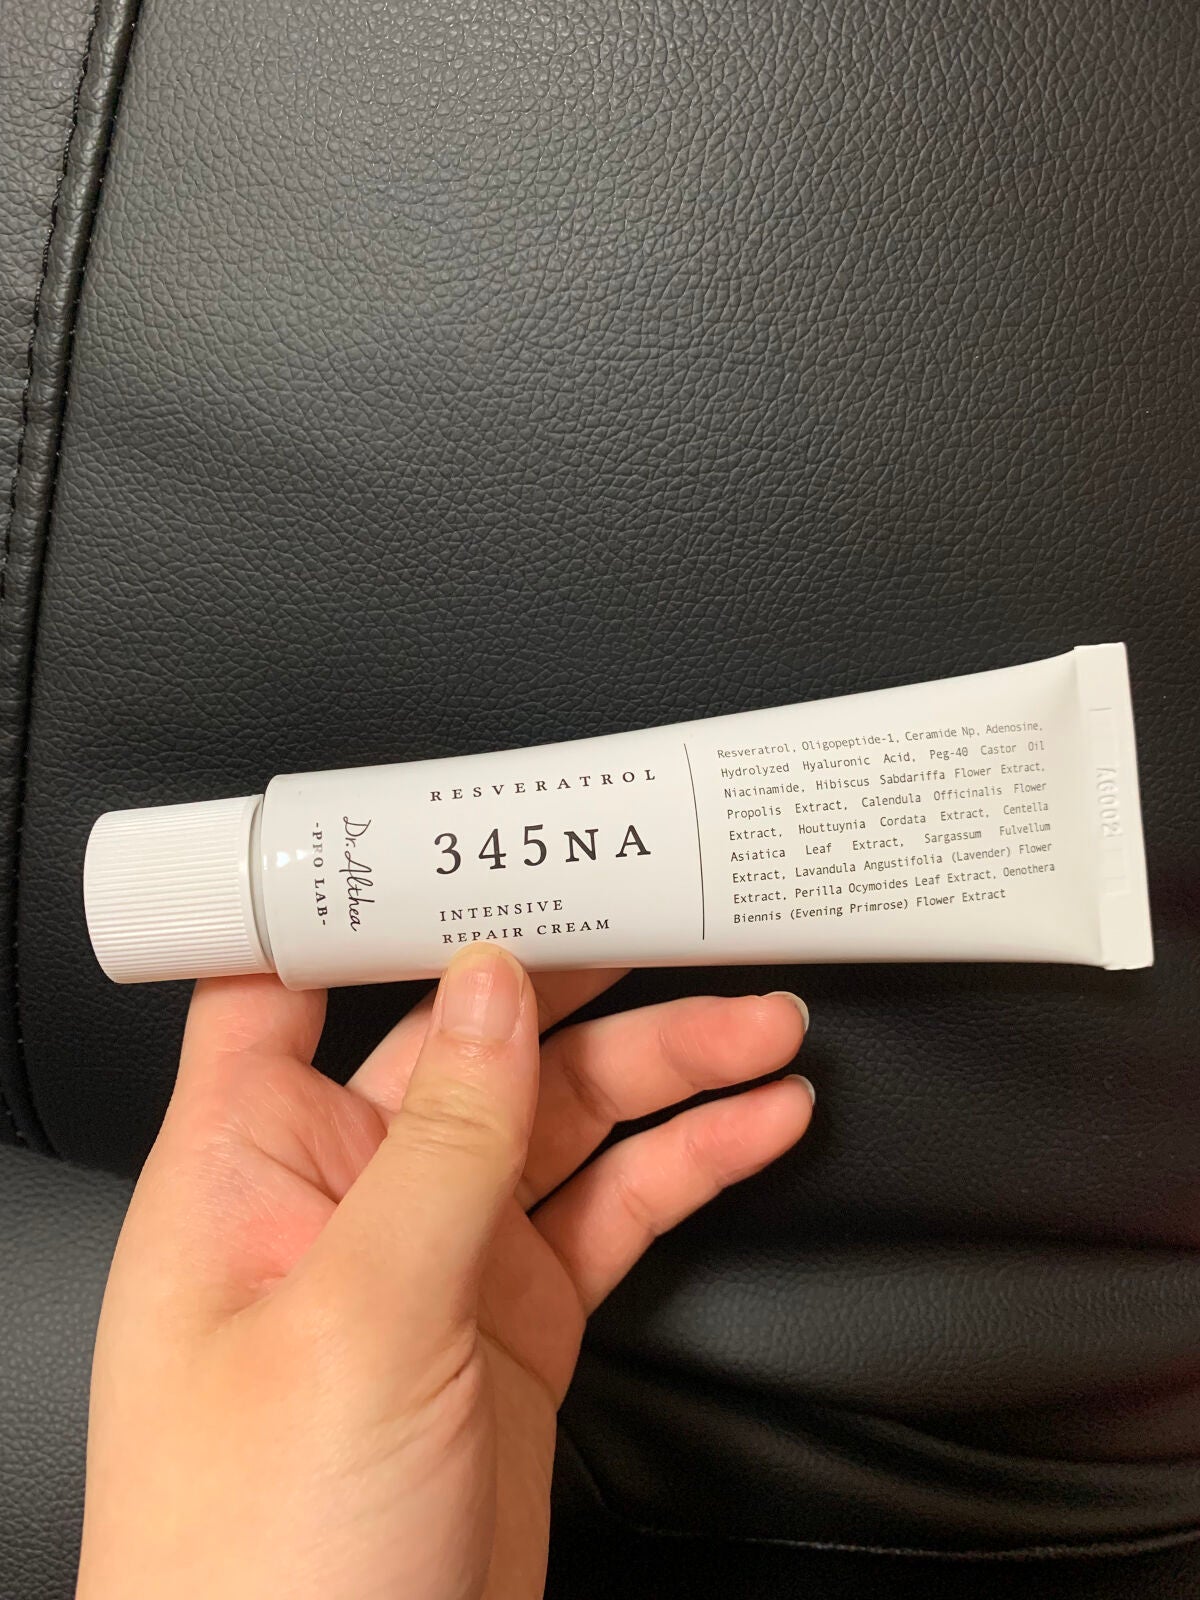 Dr.Althea
-PRO LAB-
RESVERATROL
345NA
INTENSIVE
REPAIR CREAM
Resveratrol, Oligopeptide-1, Ceramide Np, Adenosine,
Hydrolyzed Hyaluronic Acid, Peg-40 Castor Oil
Niacinamide, Hibiscus Sabdariffa Flower Extract,
Propolis Extract, Calendula Officinalis Flower
Extract, Houttuynia Cordata Extract, Centella
Asiatica Leaf Extract, Sargassum Fulvellum
Extract, Lavandula Angustifolia (Lavender) Flower
Extract, Perilla Ocymoides Leaf Extract, Oenothera
Biennis (Evening Primrose) Flower Extract